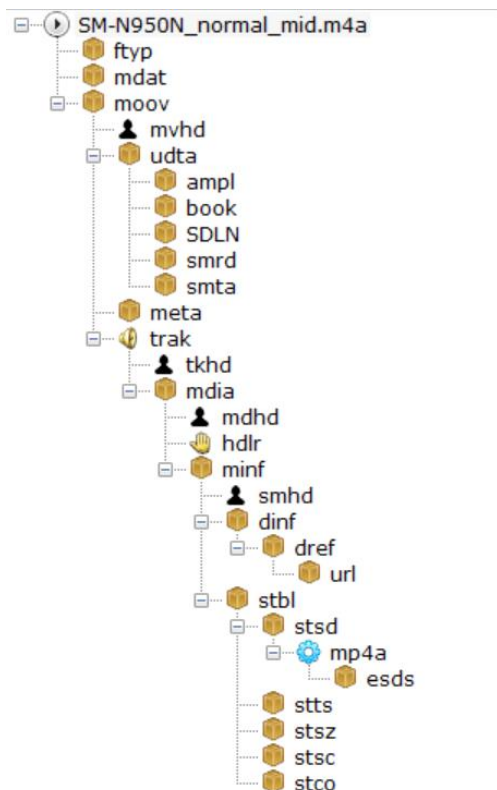 SM-N950N_normal_mid.m4a
ftyp
mdat
moov
mvhd
udta
ampl
book
SDLN
smrd
smta
meta
trak
tkhd
mdia
mdhd
hdlr
minf
smhd
dinf
dref
url
stbl
stsd
mp4a
esds
stts
stsz
stsc
stco